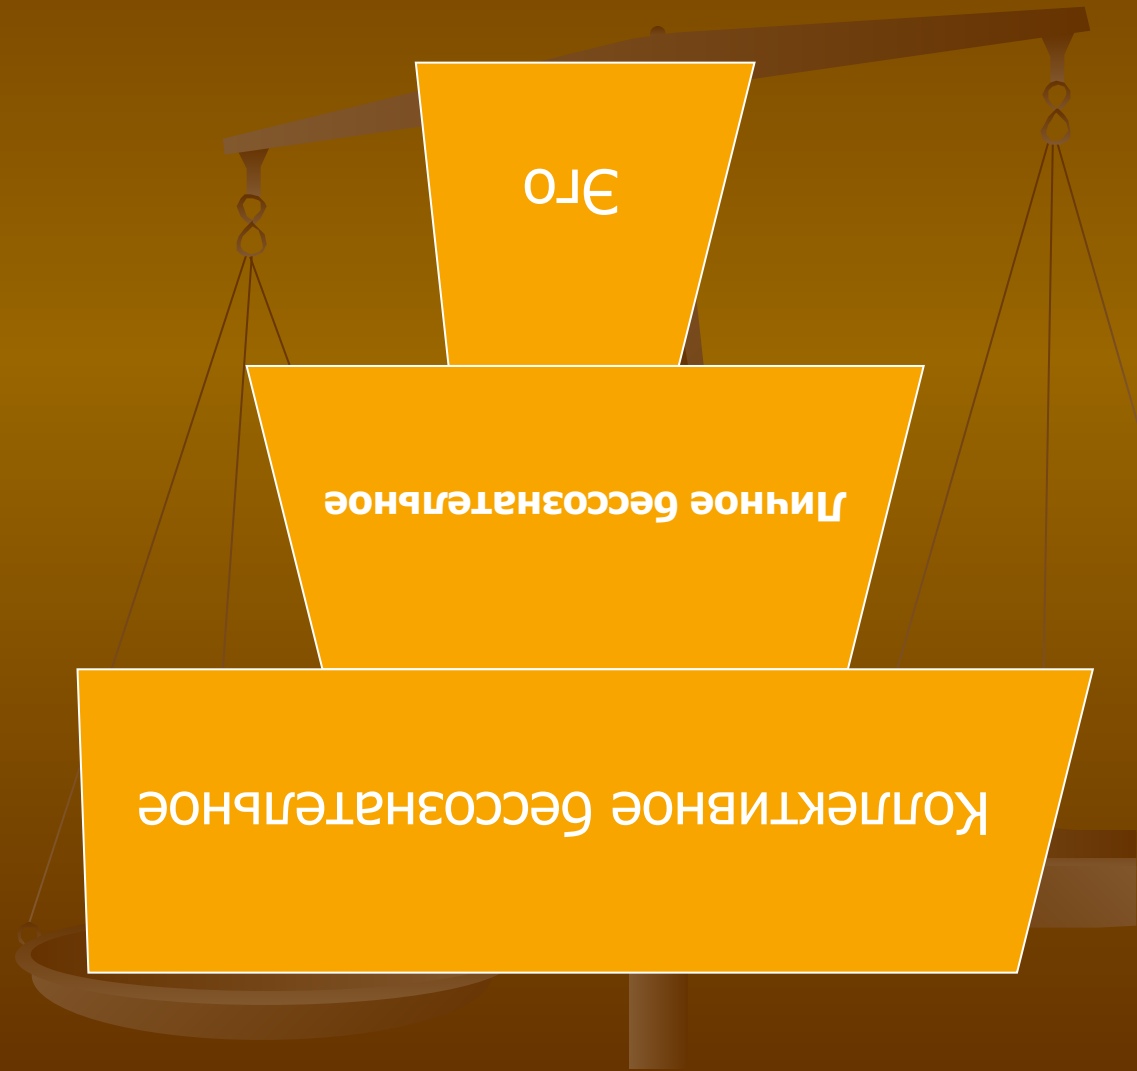 Эго
Личное бессознательное
Коллективное бессознательное